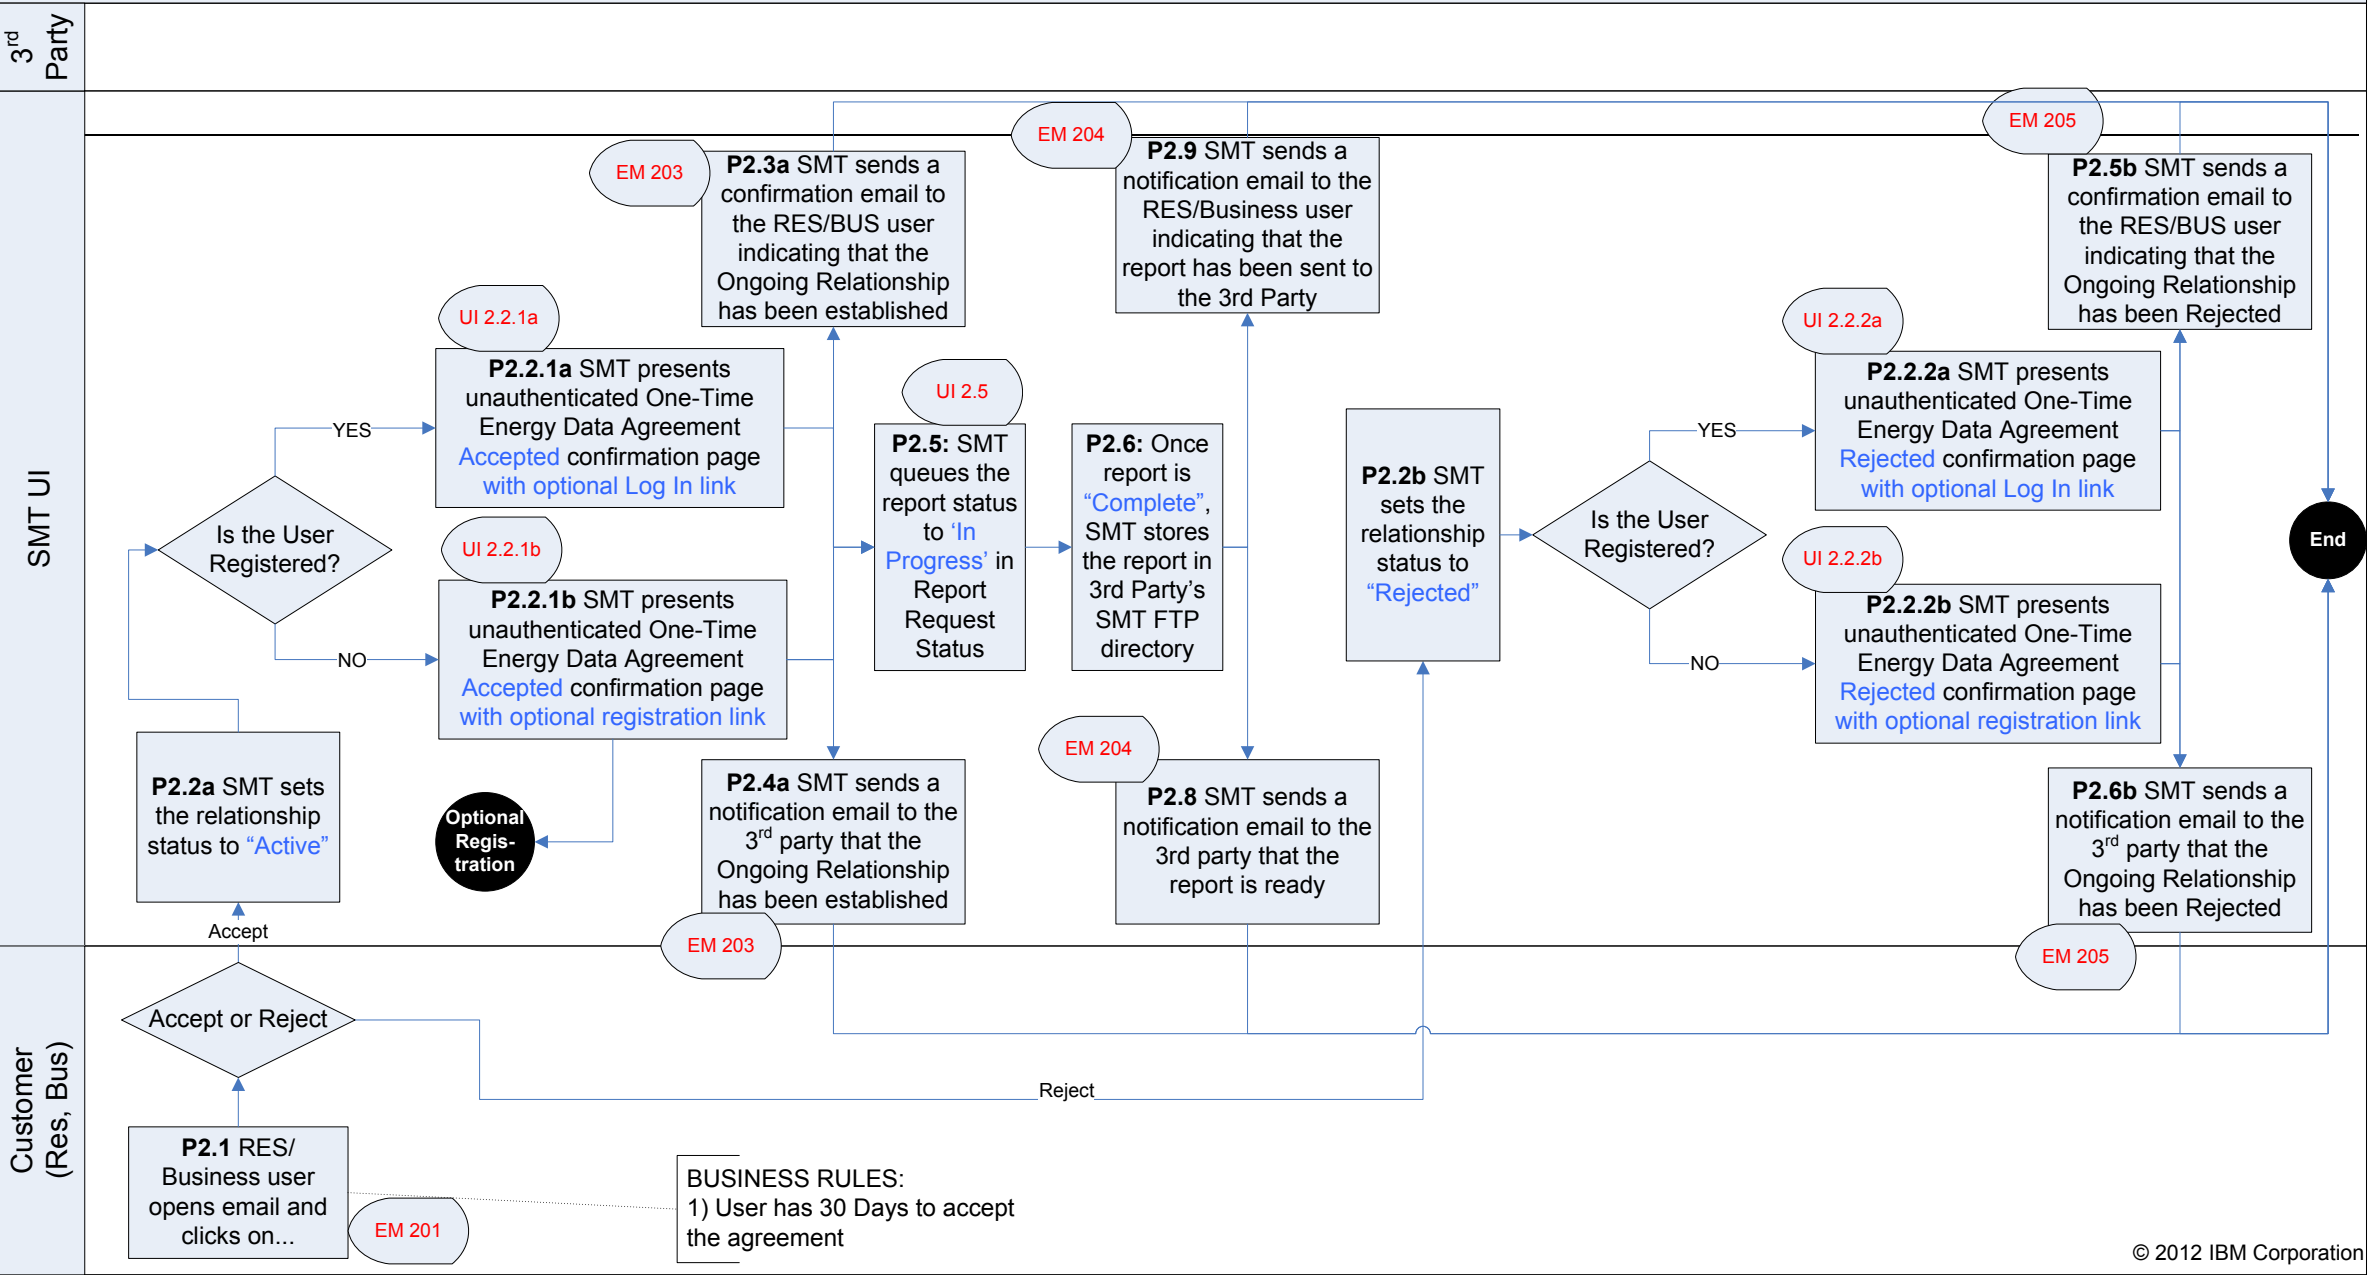 3rd
Party
SMT UI
Customer
(Res, Bus)
EM 203
P2.3a SMT sends a
confirmation email to
the RES/BUS user
indicating that the
Ongoing Relationship
has been established
EM 204
P2.9 SMT sends a
notification email to the
RES/Business user
indicating that the
report has been sent to
the 3rd Party
EM 205
P2.5b SMT sends a
confirmation email to
the RES/BUS user
indicating that the
Ongoing Relationship
has been Rejected
UI 2.2.1a
P2.2.1a SMT presents
unauthenticated One-Time
Energy Data Agreement
Accepted confirmation page
with optional Log In link
YES
Is the User
Registered?
NO
UI 2.2.1b
P2.2.1b SMT presents
unauthenticated One-Time
Energy Data Agreement
Accepted confirmation page
with optional registration link
UI 2.5
P2.5: SMT
queues the
report status
to ‘In
Progress’ in
Report
Request
Status
P2.6: Once
report is
“Complete”,
SMT stores
the report in
3rd Party’s
SMT FTP
directory
P2.2b SMT
sets the
relationship
status to
“Rejected”
Is the User
Registered?
YES
NO
UI 2.2.2a
P2.2.2a SMT presents
unauthenticated One-Time
Energy Data Agreement
Rejected confirmation page
with optional Log In link
UI 2.2.2b
P2.2.2b SMT presents
unauthenticated One-Time
Energy Data Agreement
Rejected confirmation page
with optional registration link
End
P2.2a SMT sets
the relationship
status to “Active”
Optional
Regis-
tration
P2.4a SMT sends a
notification email to the
3rd party that the
Ongoing Relationship
has been established
EM 203
EM 204
P2.8 SMT sends a
notification email to the
3rd party that the
report is ready
P2.6b SMT sends a
notification email to the
3rd party that the
Ongoing Relationship
has been Rejected
EM 205
Accept
Accept or Reject
Reject
P2.1 RES/
Business user
opens email and
clicks on...
EM 201
BUSINESS RULES:
1) User has 30 Days to accept
the agreement
© 2012 IBM Corporation